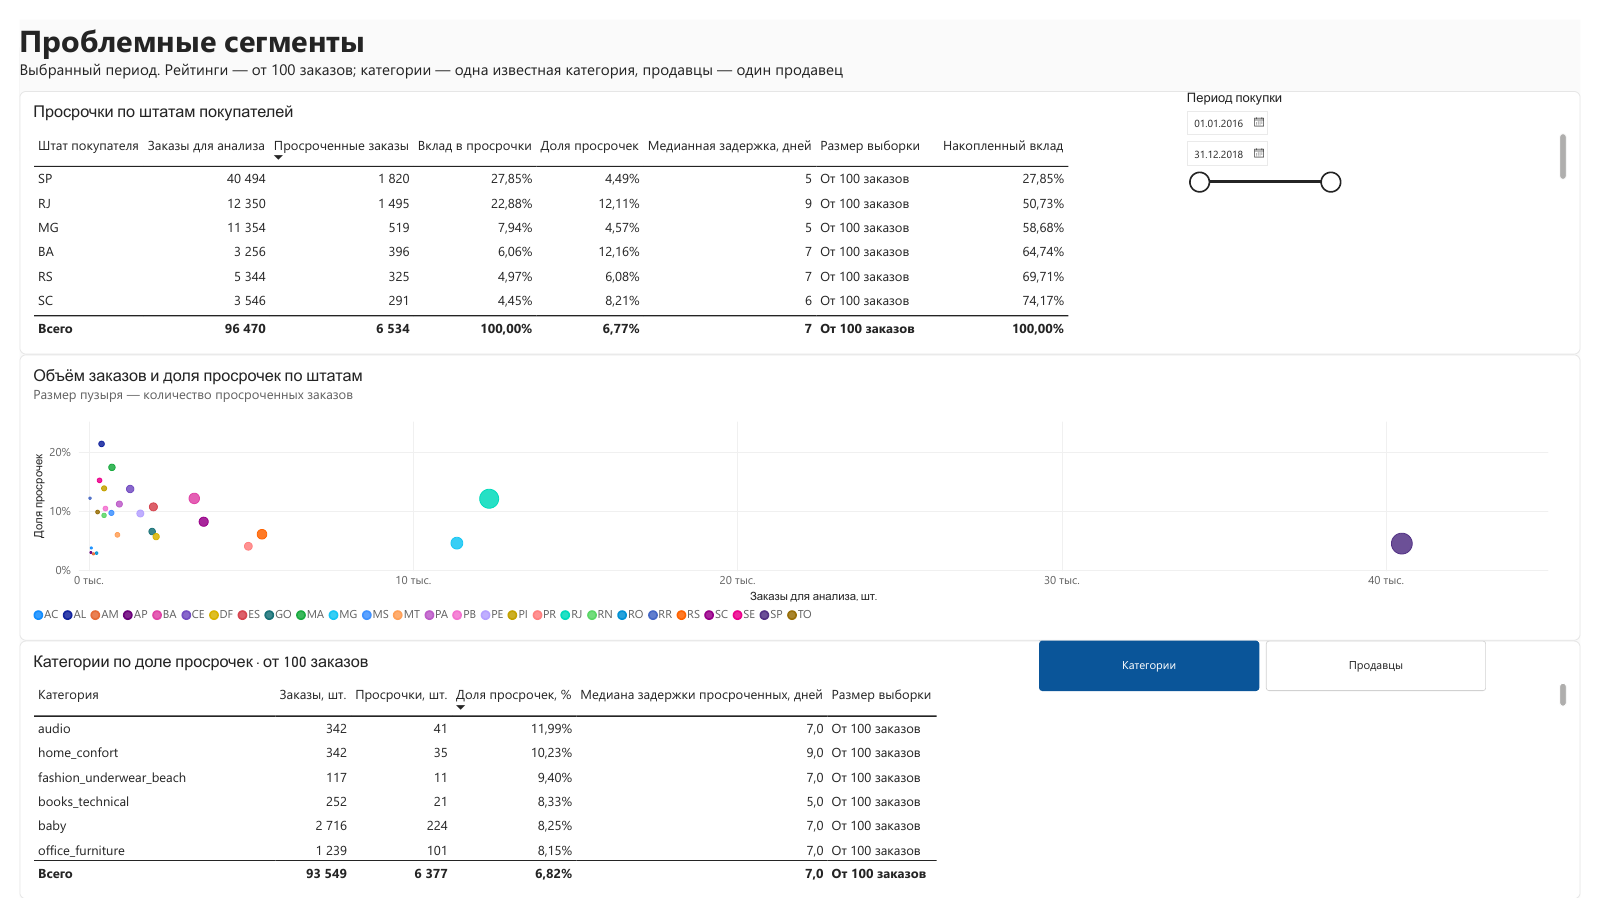 Проблемные сегменты
Выбранный период. Рейтинги — от 100 заказов; категории — одна известная категория, продавцы — один продавец
Просрочки по штатам покупателей
Период покупки
01.01.2016
31.12.2018
Штат покупателя Заказы для анализа Просроченные заказы Вклад в просрочки Доля просрочек Медианная задержка, дней Размер выборки Накопленный вклад
SP 40 494 1 820 27,85% 4,49% 5 От 100 заказов 27,85%
RJ 12 350 1 495 22,88% 12,11% 9 От 100 заказов 50,73%
MG 11 354 519 7,94% 4,57% 5 От 100 заказов 58,68%
BA 3 256 396 6,06% 12,16% 7 От 100 заказов 64,74%
RS 5 344 325 4,97% 6,08% 7 От 100 заказов 69,71%
SC 3 546 291 4,45% 8,21% 6 От 100 заказов 74,17%
Всего 96 470 6 534 100,00% 6,77% 7 От 100 заказов 100,00%
Объём заказов и доля просрочек по штатам
Размер пузыря — количество просроченных заказов
Доля просрочек
20%
10%
0%
0 тыс. 10 тыс. 20 тыс. 30 тыс. 40 тыс.
Заказы для анализа, шт.
AC AL AM AP BA CE DF ES GO MA MG MS MT PA PB PE PI PR RJ RN RO RR RS SC SE SP TO
Категории по доле просрочек · от 100 заказов
Категории
Продавцы
Категория Заказы, шт. Просрочки, шт. Доля просрочек, % Медиана задержки просроченных, дней Размер выборки
audio 342 41 11,99% 7,0 От 100 заказов
home_confort 342 35 10,23% 9,0 От 100 заказов
fashion_underwear_beach 117 11 9,40% 7,0 От 100 заказов
books_technical 252 21 8,33% 5,0 От 100 заказов
baby 2 716 224 8,25% 7,0 От 100 заказов
office_furniture 1 239 101 8,15% 7,0 От 100 заказов
Всего 93 549 6 377 6,82% 7,0 От 100 заказов